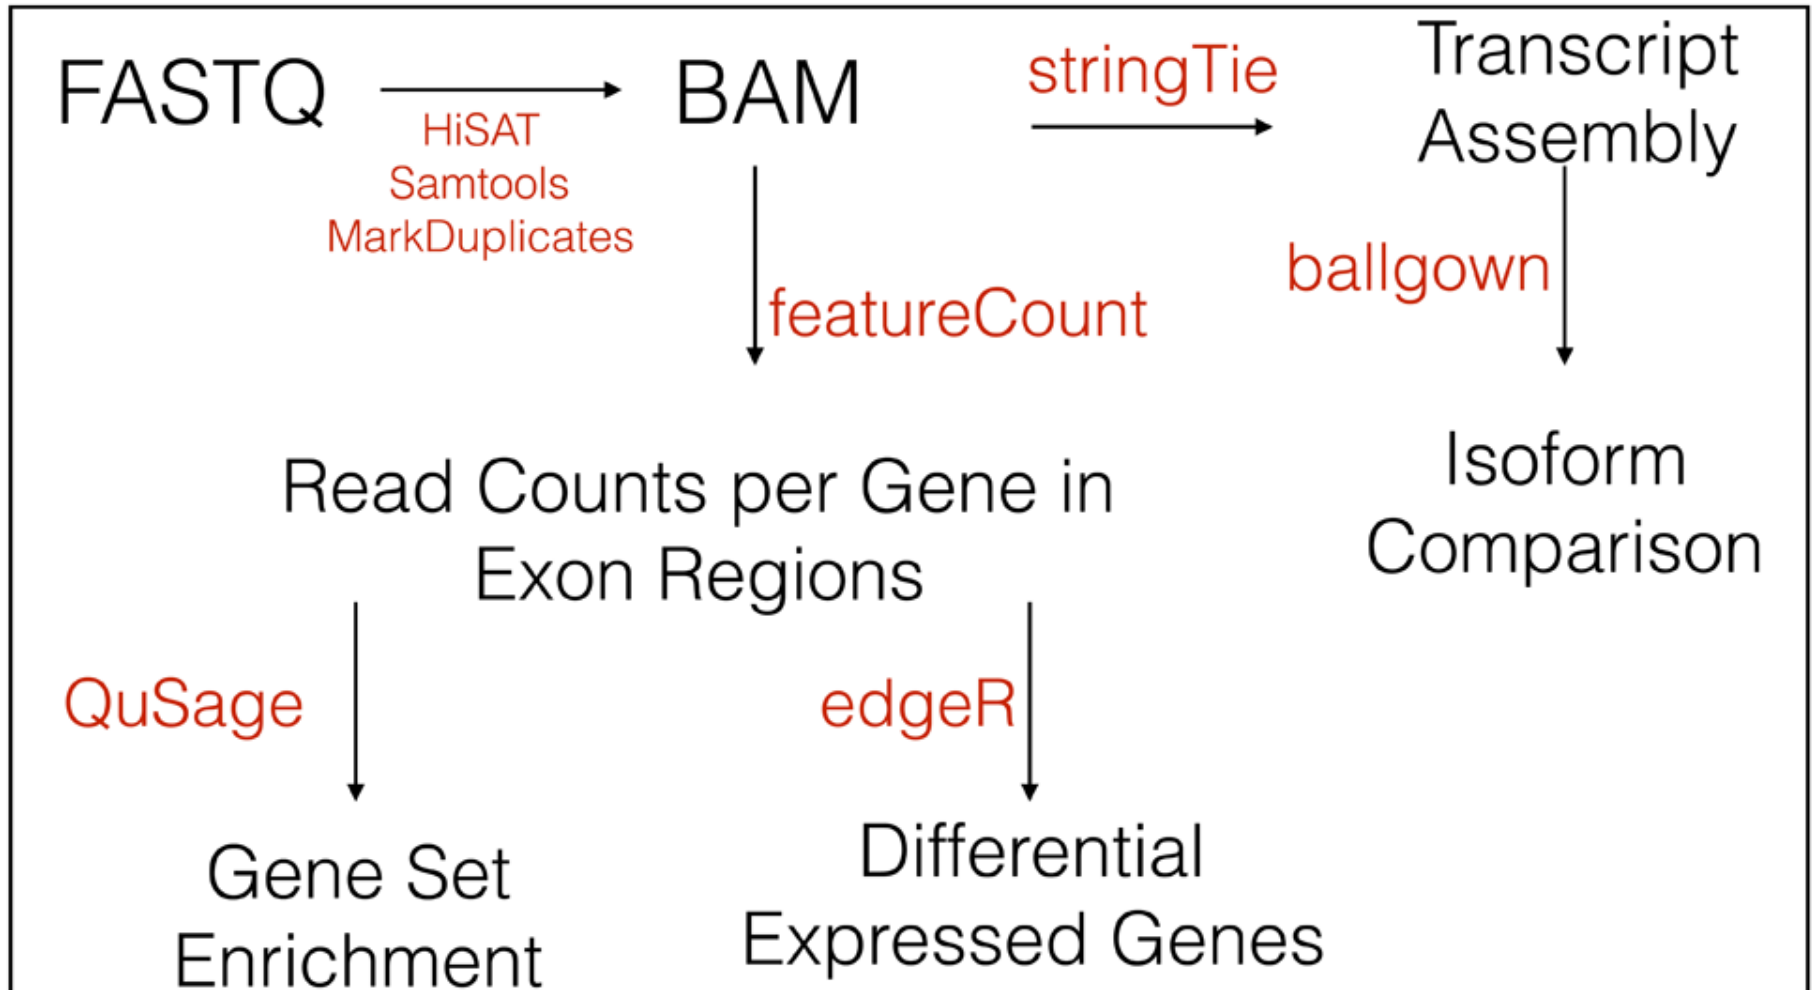 FASTQ
HiSAT
Samtools
MarkDuplicates
BAM
stringTie
Transcript
Assembly
featureCount
ballgown
Read Counts per Gene in
Exon Regions
Isoform
Comparison
QuSage
edgeR
Gene Set
Enrichment
Differential
Expressed Genes